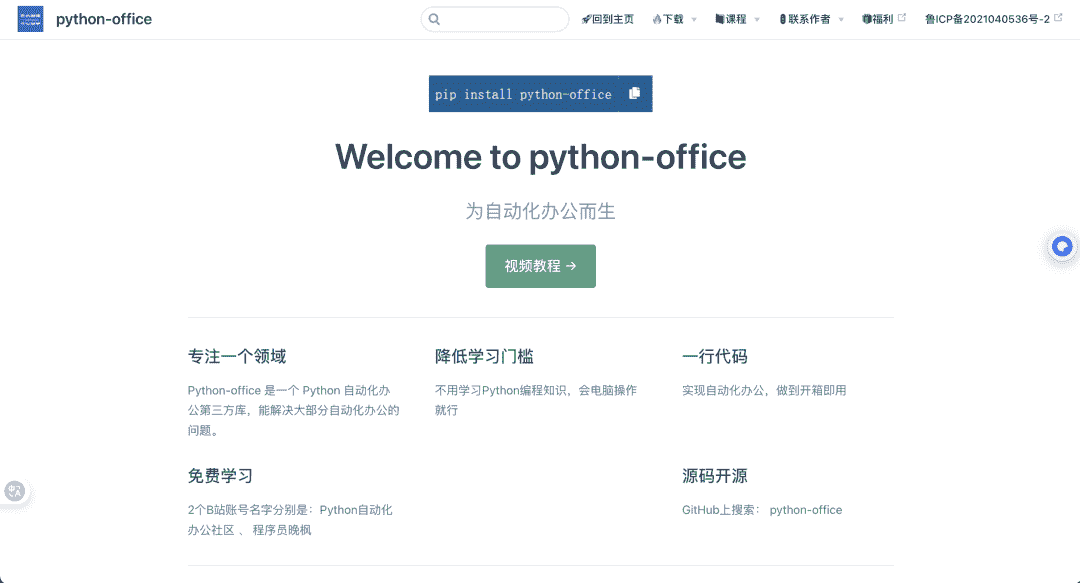 python-office
回到主页
下载
课程
联系作者
福利
鲁ICP备2021040536号-2
pip install python-office
Welcome to python-office
为自动化办公而生
视频教程 →
专注一个领域
Python-office 是一个 Python 自动化办
公第三方库，能解决大部分自动化办公的
问题。
降低学习门槛
不用学习Python编程知识，会电脑操作
就行
一行代码
实现自动化办公，做到开箱即用
免费学习
2个B站账号名字分别是：Python自动化
办公社区 、 程序员晚枫
源码开源
GitHub上搜索： python-office